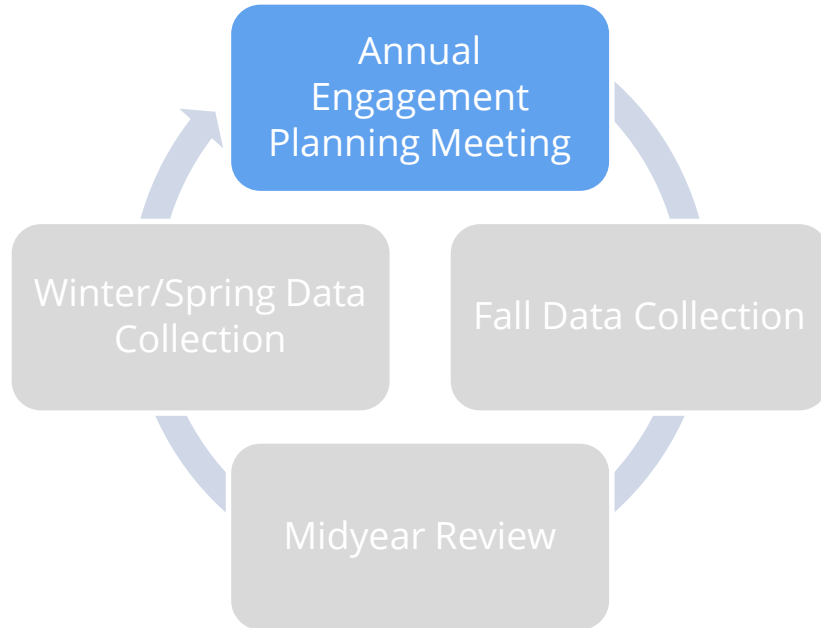 Annual
Engagement
Planning Meeting
Winter/Spring Data
Collection
Fall Data Collection
Midyear Review